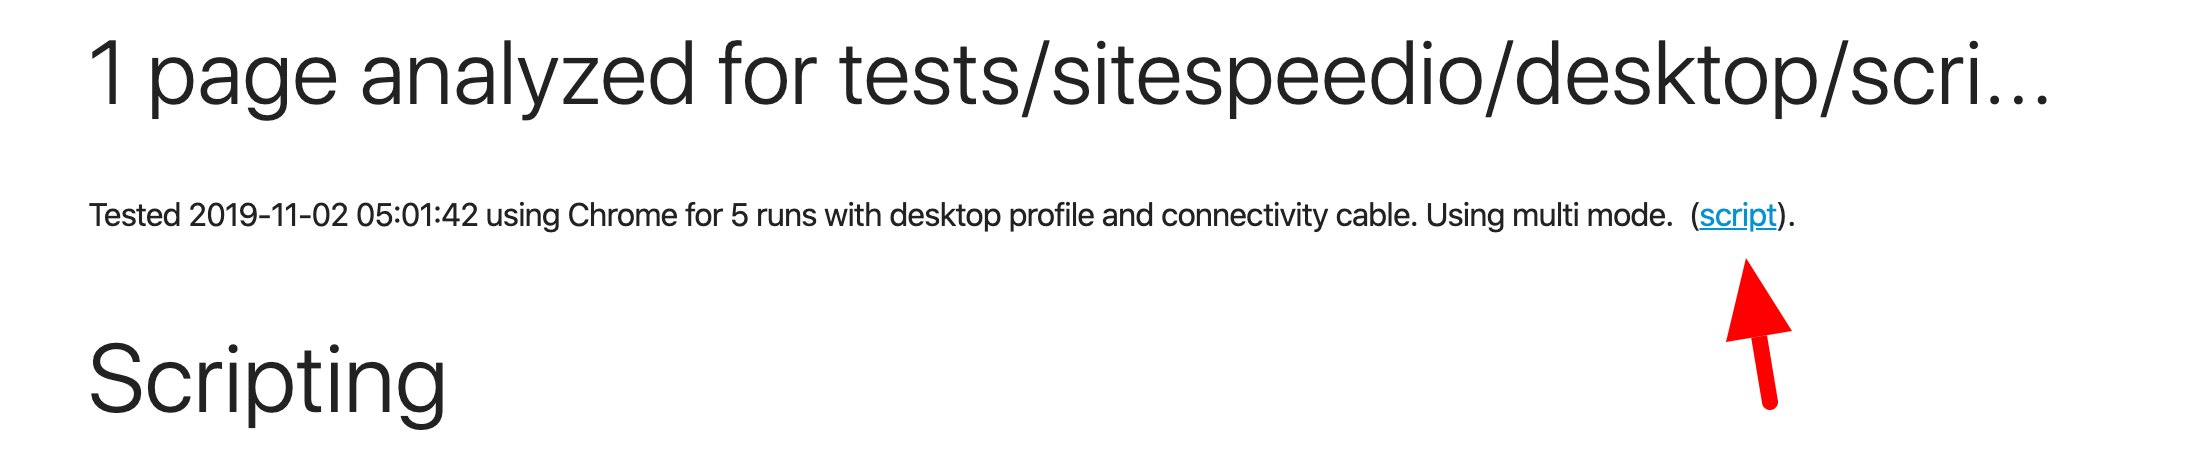 1 page analyzed for tests/sitespeedio/desktop/scri...
Tested 2019-11-02 05:01:42 using Chrome for 5 runs with desktop profile and connectivity cable. Using multi mode.  (script).
Scripting